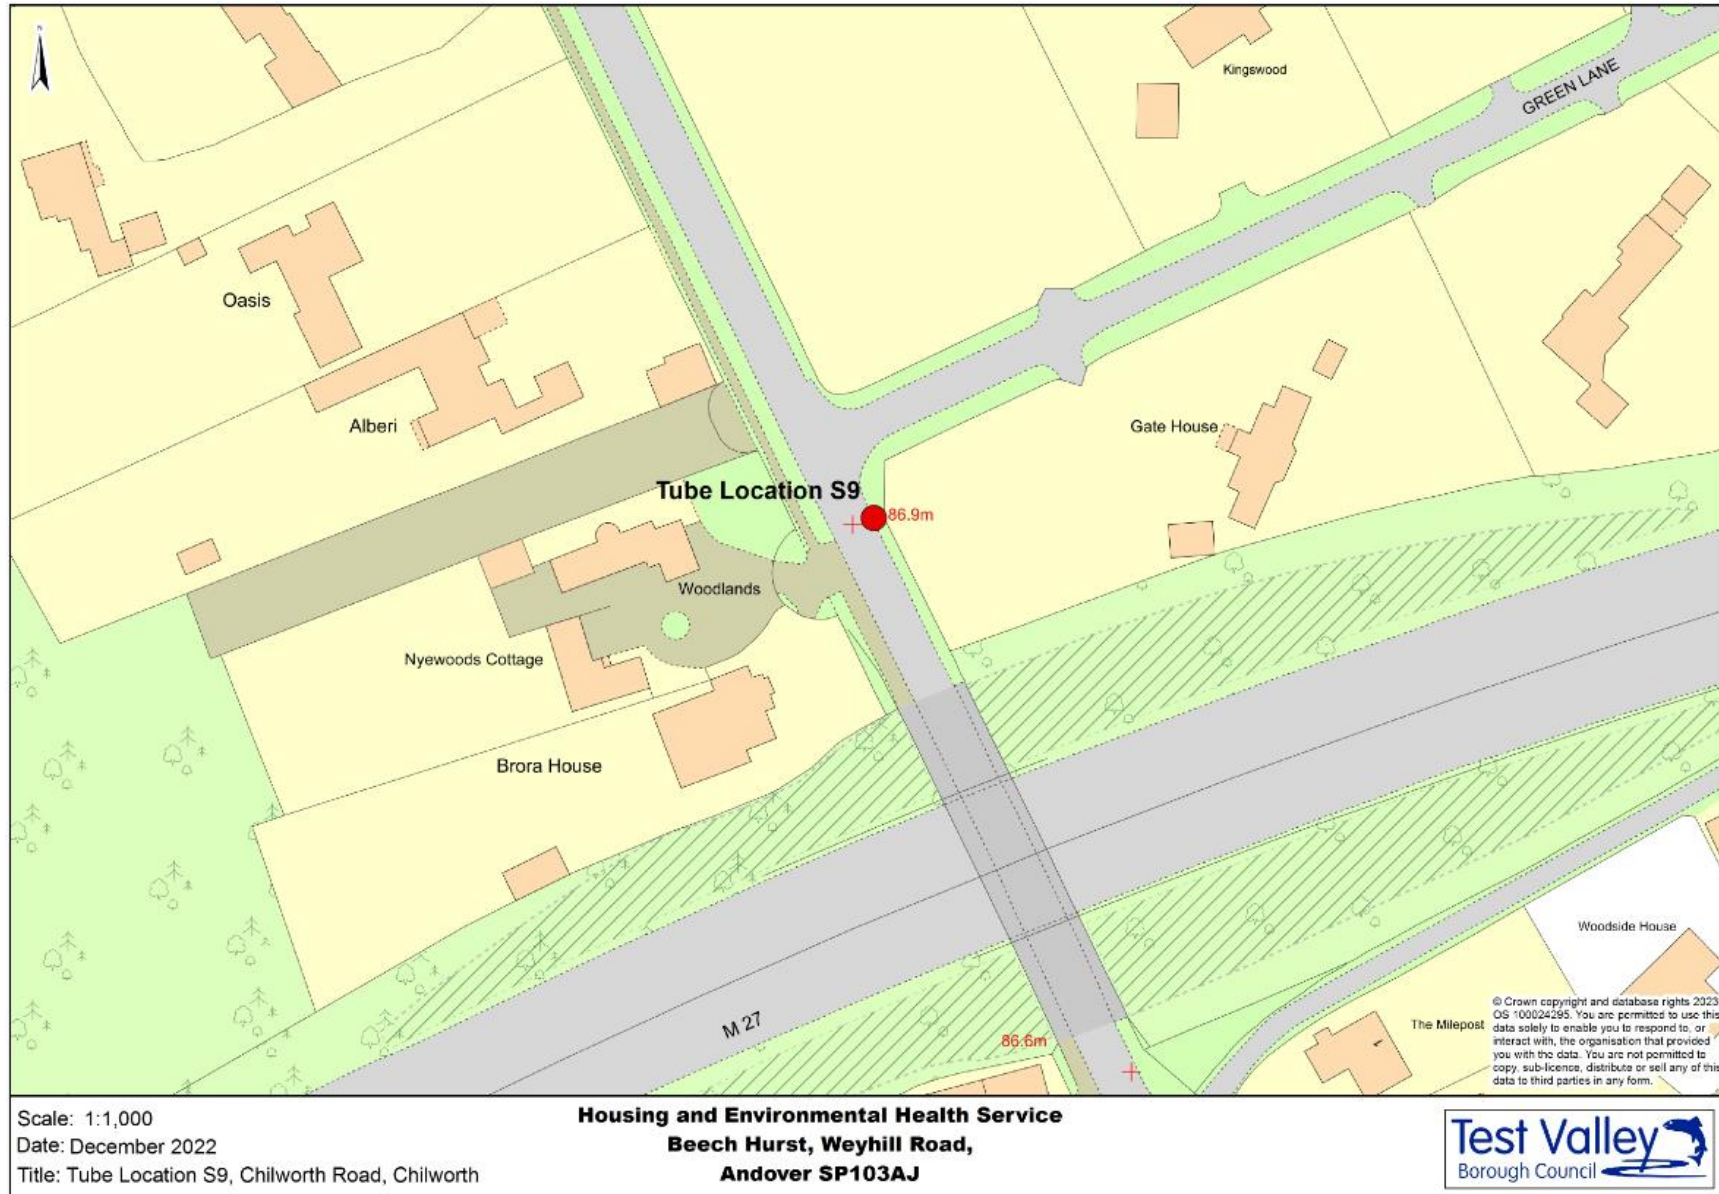 N
Kingswood
GREEN LANE
Oasis
Alberi
Gate House
Tube Location S9
86.9m
Woodlands
Nyewoods Cottage
Brora House
Woodside House
M 27
86.6m
The Milepost
© Crown copyright and database rights 2023
OS 100024295. You are permitted to use this
data solely to enable you to respond to, or
interact with, the organisation that provided
you with the data. You are not permitted to
copy, sub-licence, distribute or sell any of this
data to third parties in any form.
Scale: 1:1,000
Date: December 2022
Title: Tube Location S9, Chilworth Road, Chilworth
Housing and Environmental Health Service
Beech Hurst, Weyhill Road,
Andover SP103AJ
Test Valley
Borough Council